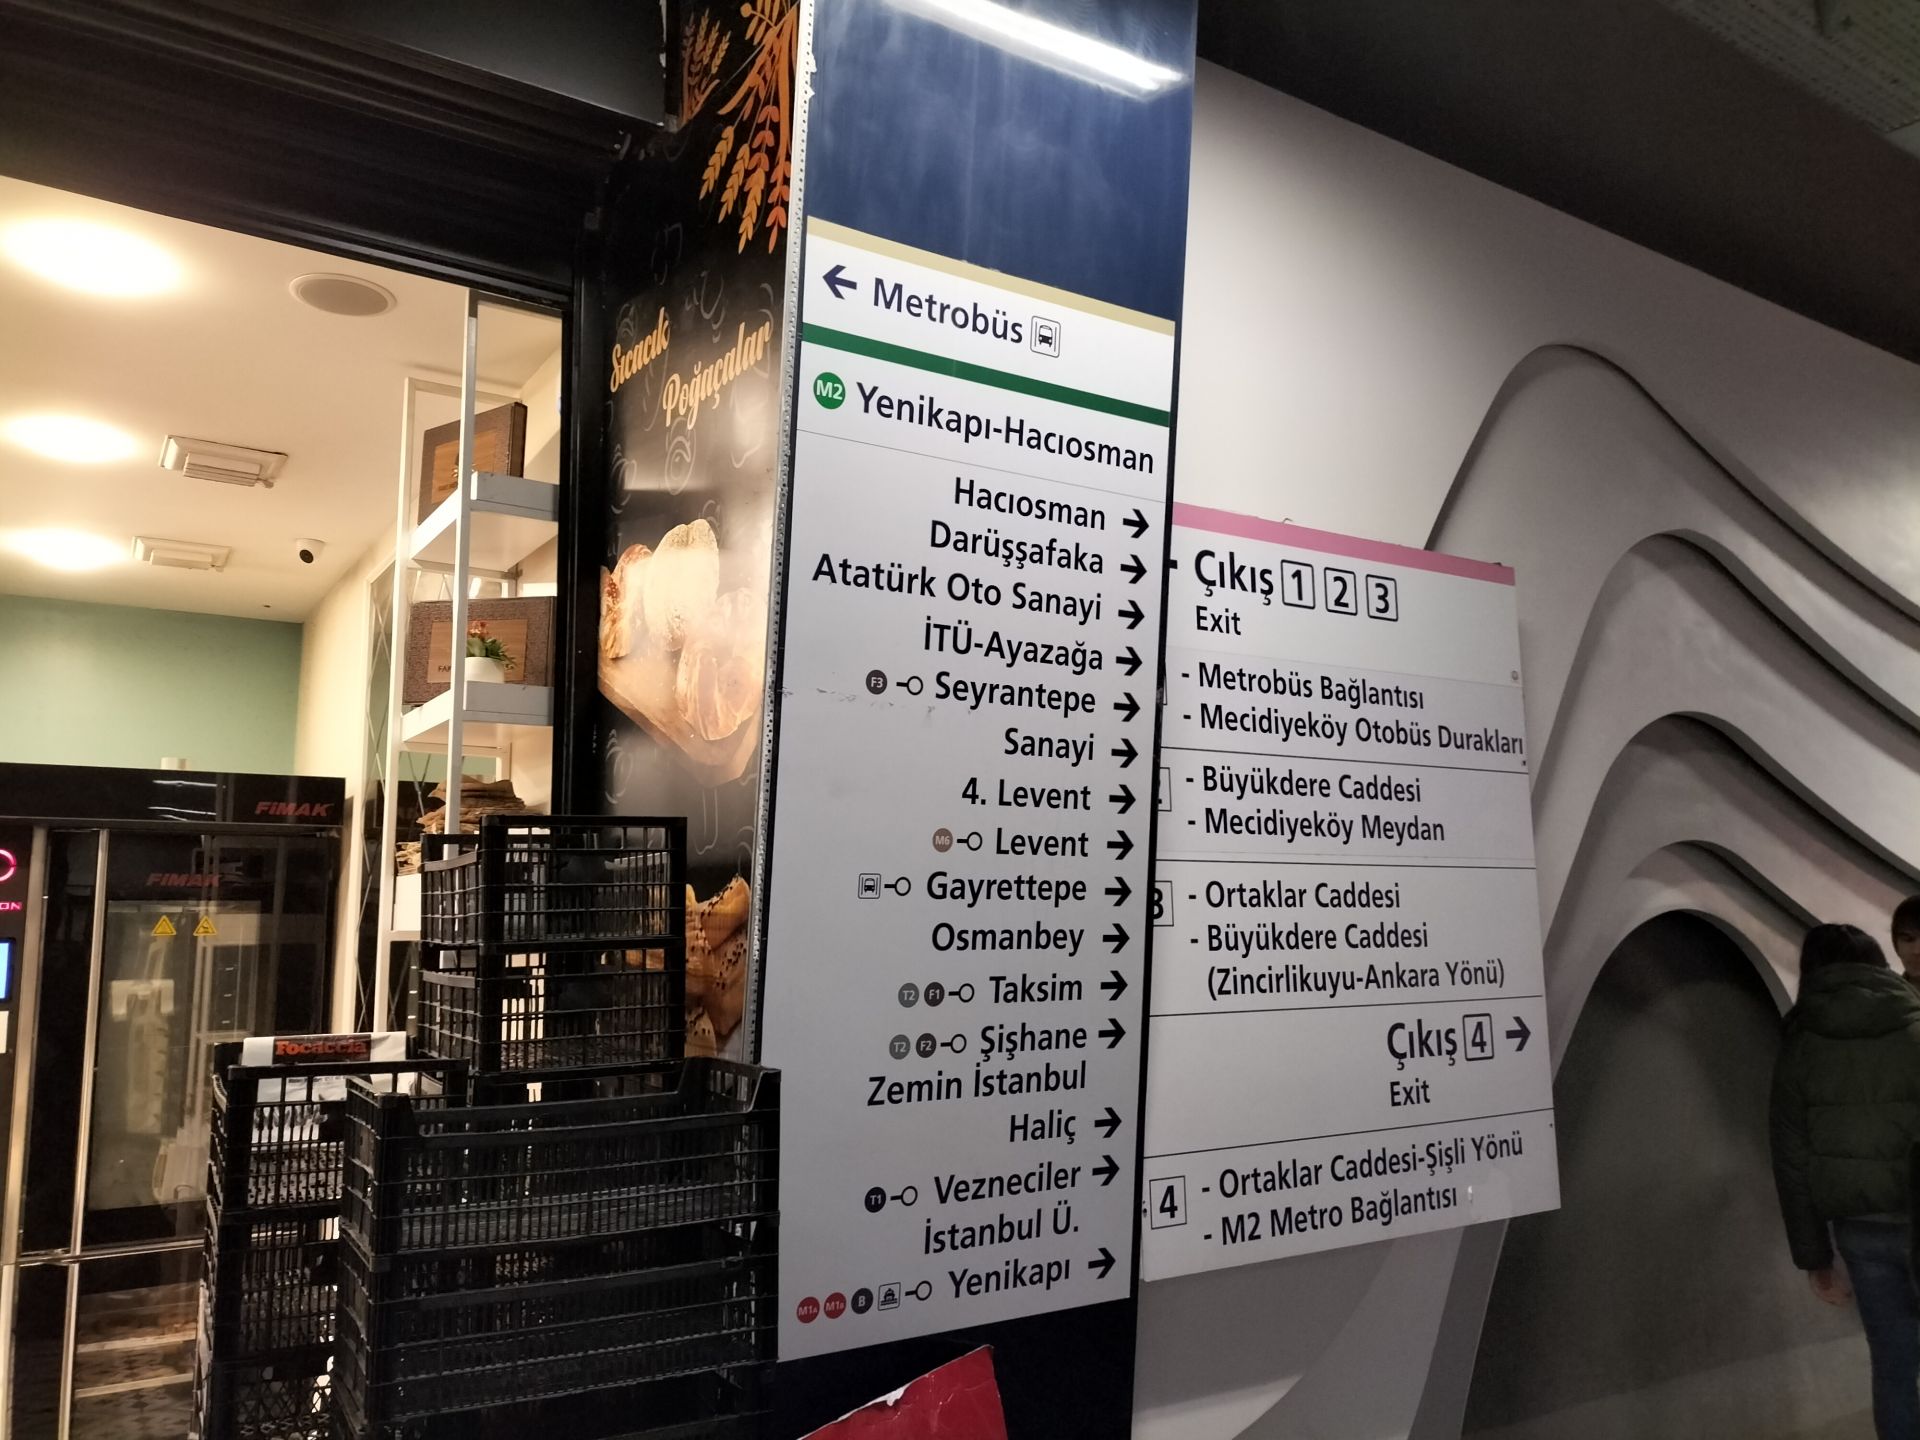 Sıcacık
Poğaçalar
FiMAK
FiMAK
Focaccia
← Metrobüs
M2 Yenikapı-Hacıosman
Hacıosman →
Darüşşafaka →
Atatürk Oto Sanayi →
İTÜ-Ayazağa →
F3 Seyrantepe →
Sanayi →
4. Levent →
M6 Levent →
Gayrettepe →
Osmanbey →
T2 F1 Taksim →
T2 F2 Şişhane →
Zemin İstanbul
Haliç →
T1 Vezneciler →
İstanbul Ü.
M1A M1B B Yenikapı →
Çıkış 1 2 3
Exit
- Metrobüs Bağlantısı
- Mecidiyeköy Otobüs Durakları
- Büyükdere Caddesi
- Mecidiyeköy Meydan
3 - Ortaklar Caddesi
- Büyükdere Caddesi
(Zincirlikuyu-Ankara Yönü)
Çıkış 4 →
Exit
4 - Ortaklar Caddesi-Şişli Yönü
- M2 Metro Bağlantısı